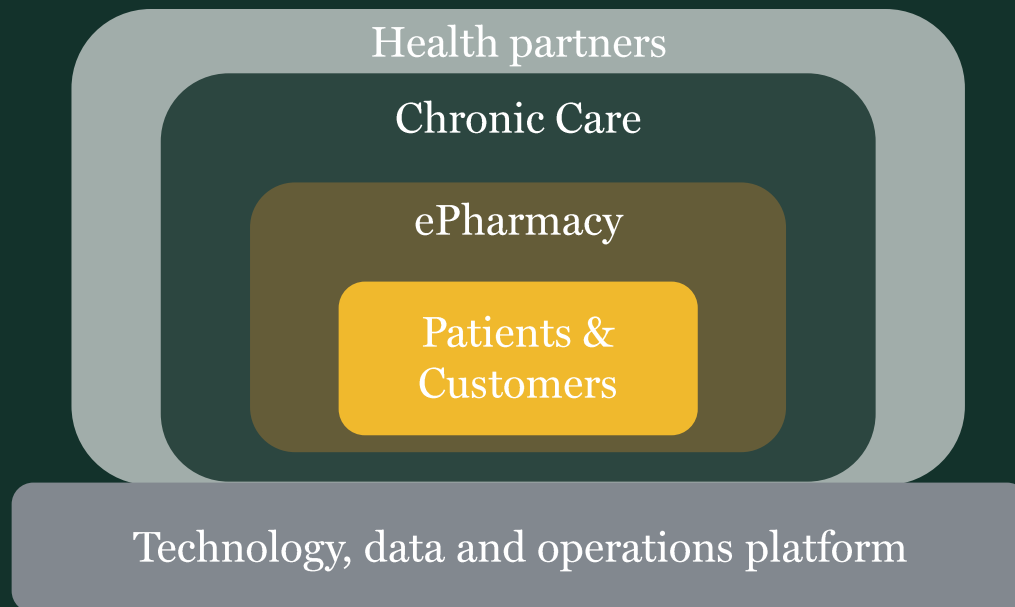 Health partners
Chronic Care
ePharmacy
Patients &
Customers
Technology, data and operations platform